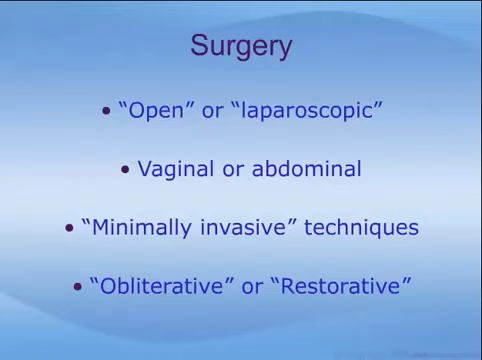 Surgery
• “Open” or “laparoscopic”
• Vaginal or abdominal
• “Minimally invasive” techniques
• “Obliterative” or “Restorative”